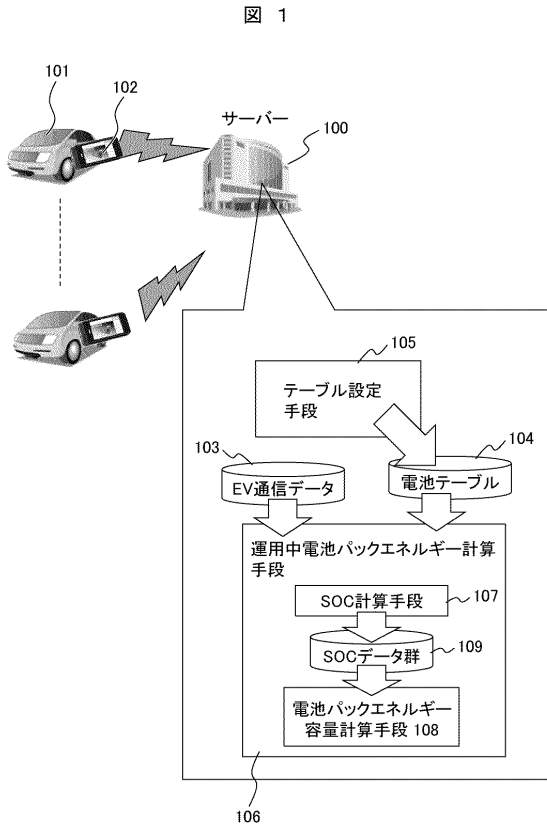 図 1
101
102
サーバー
100
105
テーブル設定
手段
103
104
EV通信データ
電池テーブル
運用中電池パックエネルギー計算
手段
SOC計算手段
107
SOCデータ群
109
電池パックエネルギー
容量計算手段 108
106